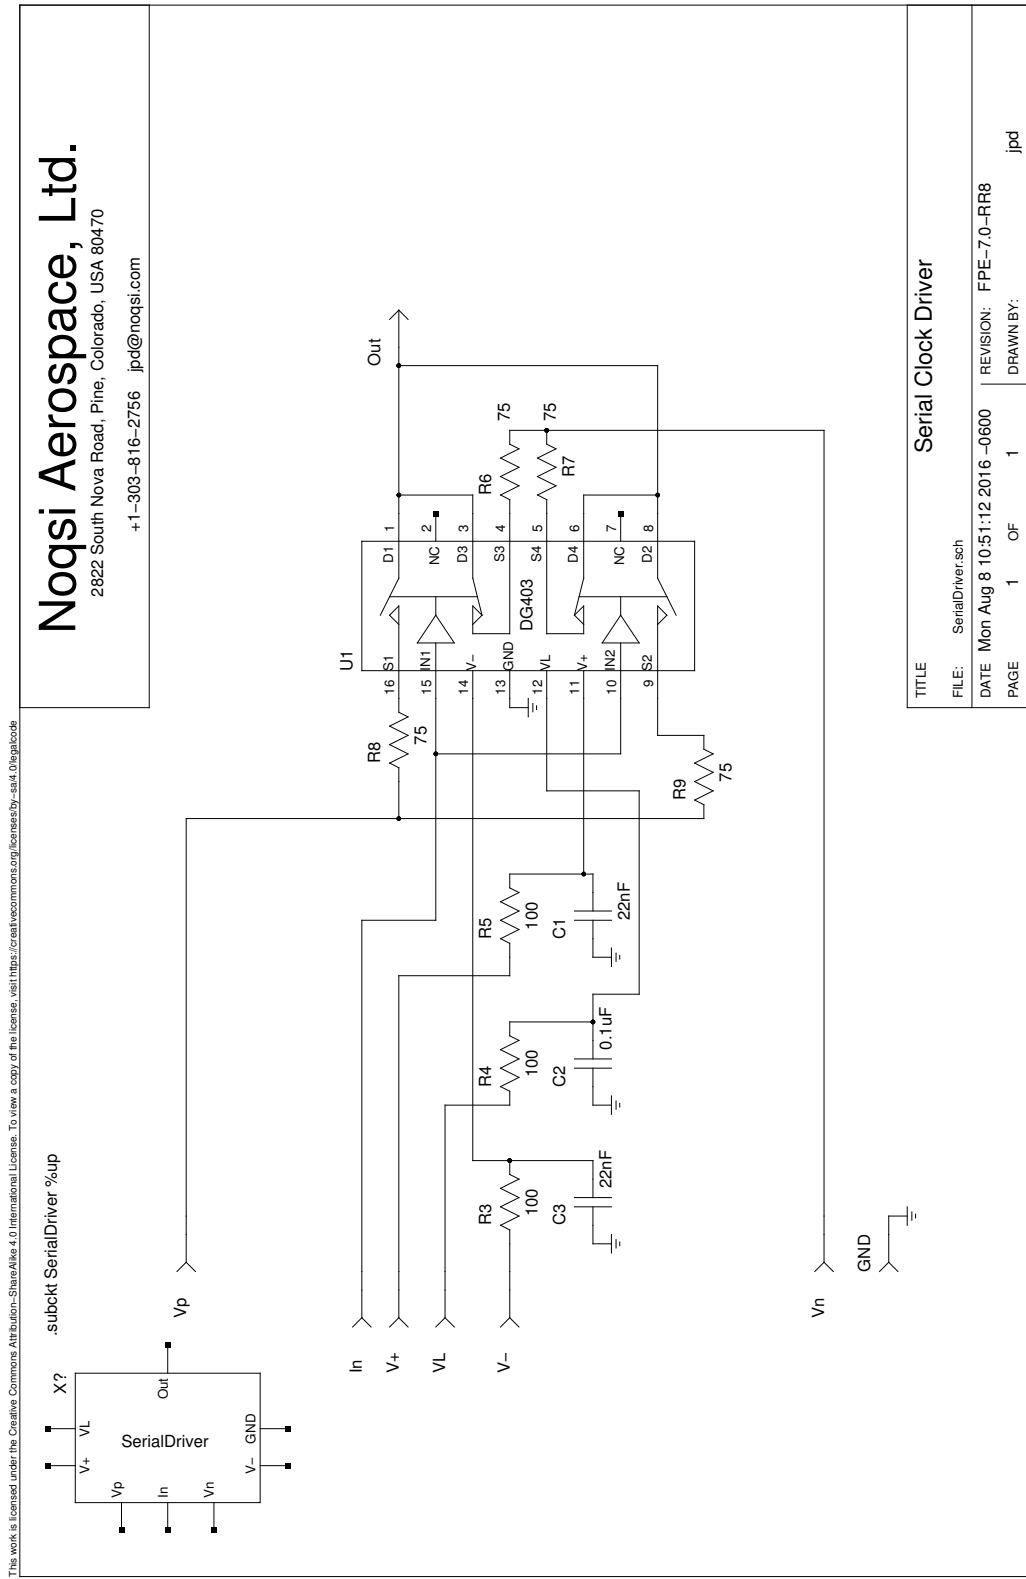 This work is licensed under the Creative Commons Attribution–ShareAlike 4.0 International License. To view a copy of the license, visit https://creativecommons.org/licenses/by–sa/4.0/legalcode
Noqsi Aerospace, Ltd.
2822 South Nova Road, Pine, Colorado, USA 80470
+1–303–816–2756 jpd@noqsi.com
.subckt SerialDriver %up
X?
V+
VL
Vp
In
Vn
Out
SerialDriver
V–
GND
Vp
In
V+
VL
V–
Vn
GND
R3
100
C3
22nF
R4
100
C2
0.1uF
R5
100
C1
22nF
R8
75
R9
75
U1
16 S1
15 IN1
14 V–
13 GND
12 VL
11 V+
10 IN2
9 S2
DG403
D1 1
NC 2
D3 3
S3 4
S4 5
D4 6
NC 7
D2 8
R6
75
R7
75
Out
TITLE
Serial Clock Driver
FILE: SerialDriver.sch
REVISION: FPE–7.0–RR8
DATE Mon Aug 8 10:51:12 2016 –0600
PAGE 1 OF 1
DRAWN BY: jpd